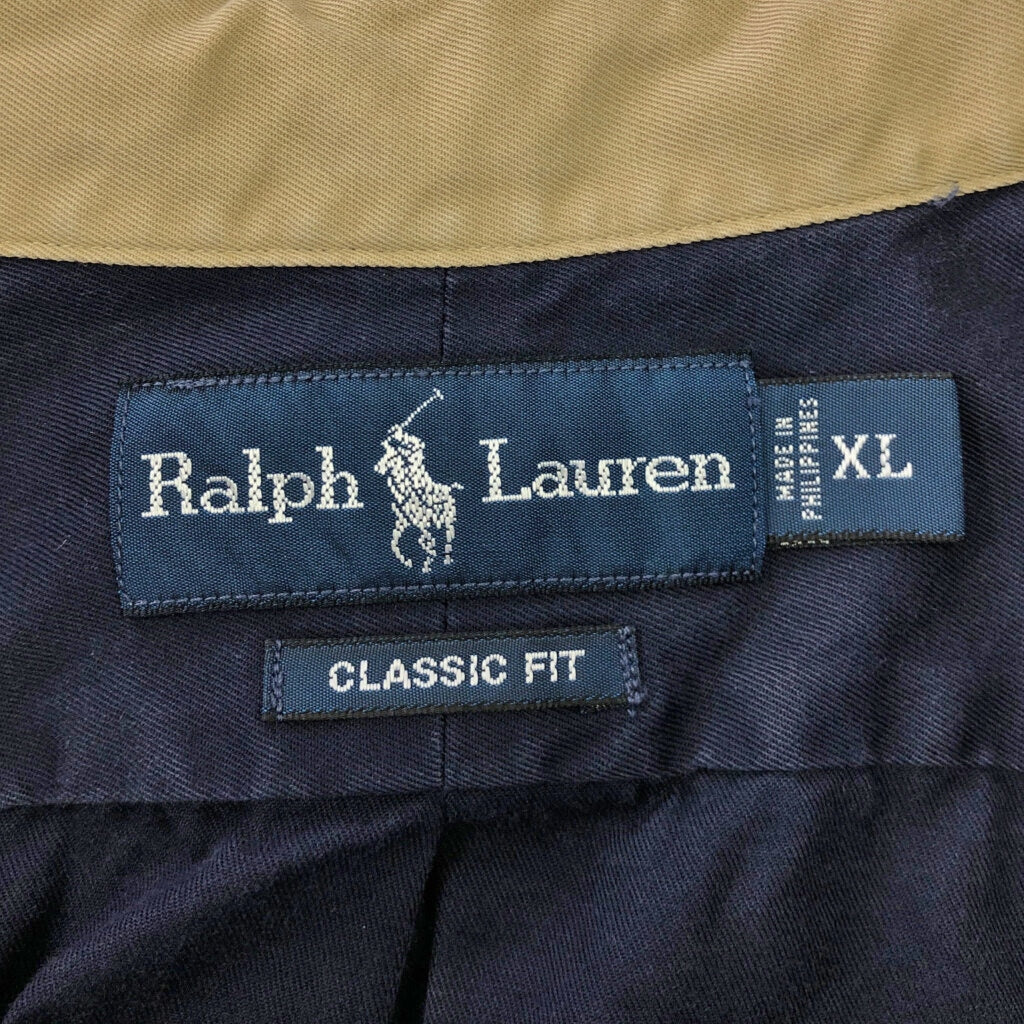 Ralph Lauren
MADE IN
PHILIPPINES
XL
CLASSIC FIT